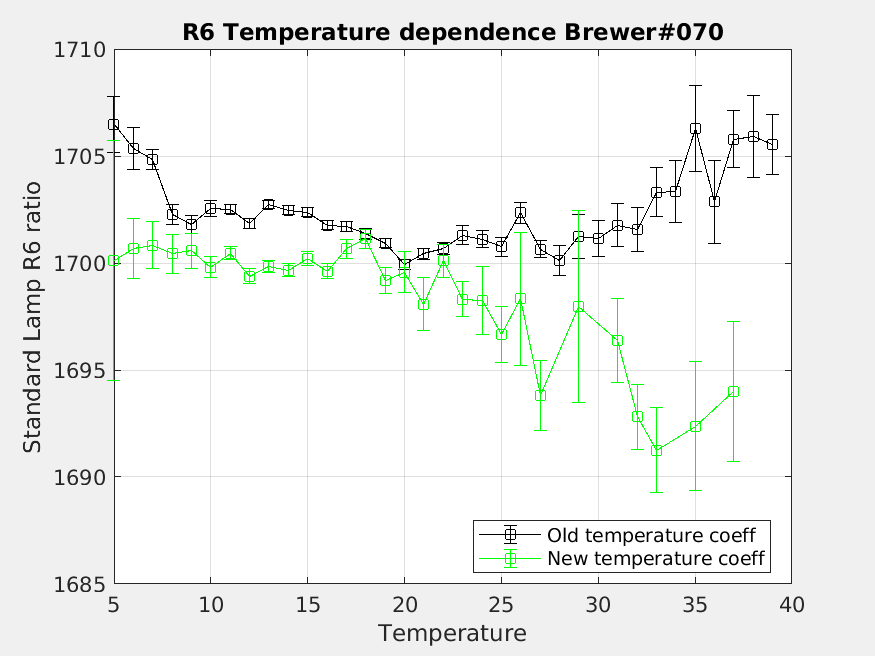 R6 Temperature dependence Brewer#070
Standard Lamp R6 ratio
1710
1705
1700
1695
1690
1685
5 10 15 20 25 30 35 40
Temperature
Old temperature coeff
New temperature coeff